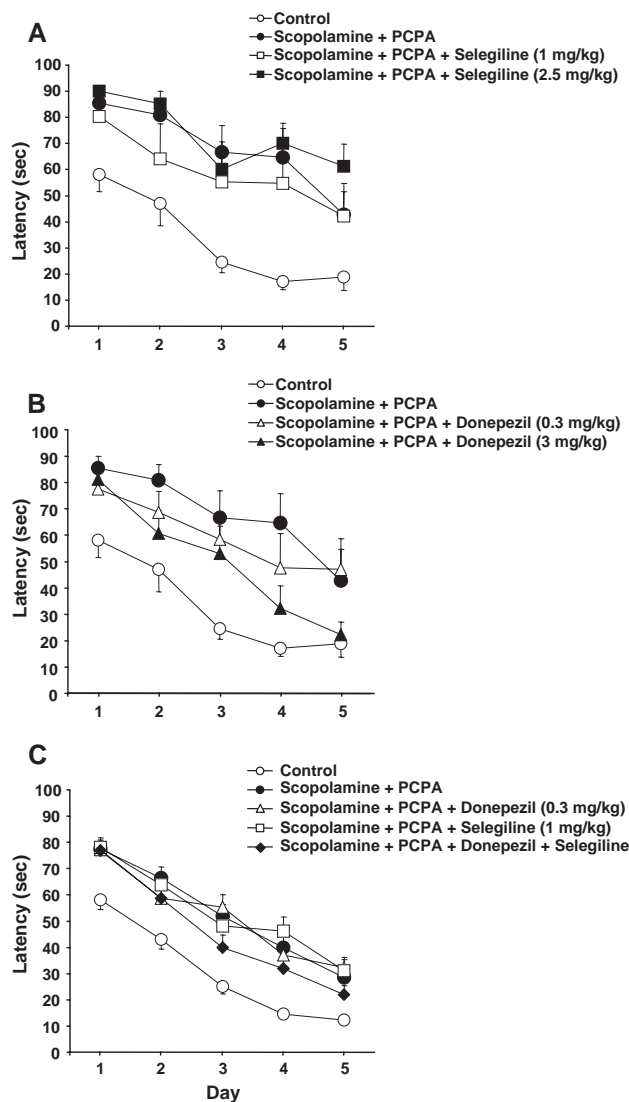 A
Control
Scopolamine + PCPA
Scopolamine + PCPA + Selegiline (1 mg/kg)
Scopolamine + PCPA + Selegiline (2.5 mg/kg)
100
90
80
70
60
50
40
30
20
10
0
Latency (sec)
1 2 3 4 5
B
Control
Scopolamine + PCPA
Scopolamine + PCPA + Donepezil (0.3 mg/kg)
Scopolamine + PCPA + Donepezil (3 mg/kg)
100
90
80
70
60
50
40
30
20
10
0
Latency (sec)
1 2 3 4 5
C
Control
Scopolamine + PCPA
Scopolamine + PCPA + Donepezil (0.3 mg/kg)
Scopolamine + PCPA + Selegiline (1 mg/kg)
Scopolamine + PCPA + Donepezil + Selegiline
100
90
80
70
60
50
40
30
20
10
0
Latency (sec)
1 2 3 4 5
Day